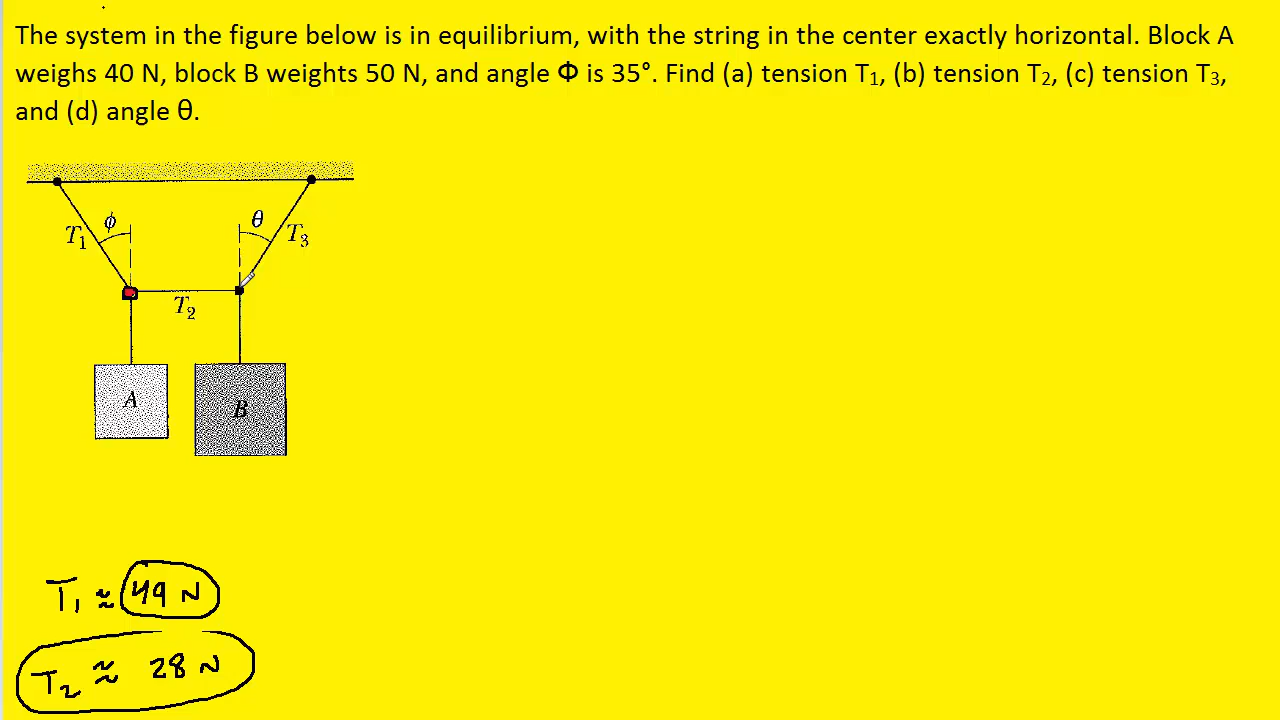 The system in the figure below is in equilibrium, with the string in the center exactly horizontal. Block A
weighs 40 N, block B weights 50 N, and angle Φ is 35°. Find (a) tension T₁, (b) tension T₂, (c) tension T₃,
and (d) angle θ.
ϕ
θ
T₁
T₃
T₂
A
B
T₁ ≈ 49 N
T₂ ≈ 28 N